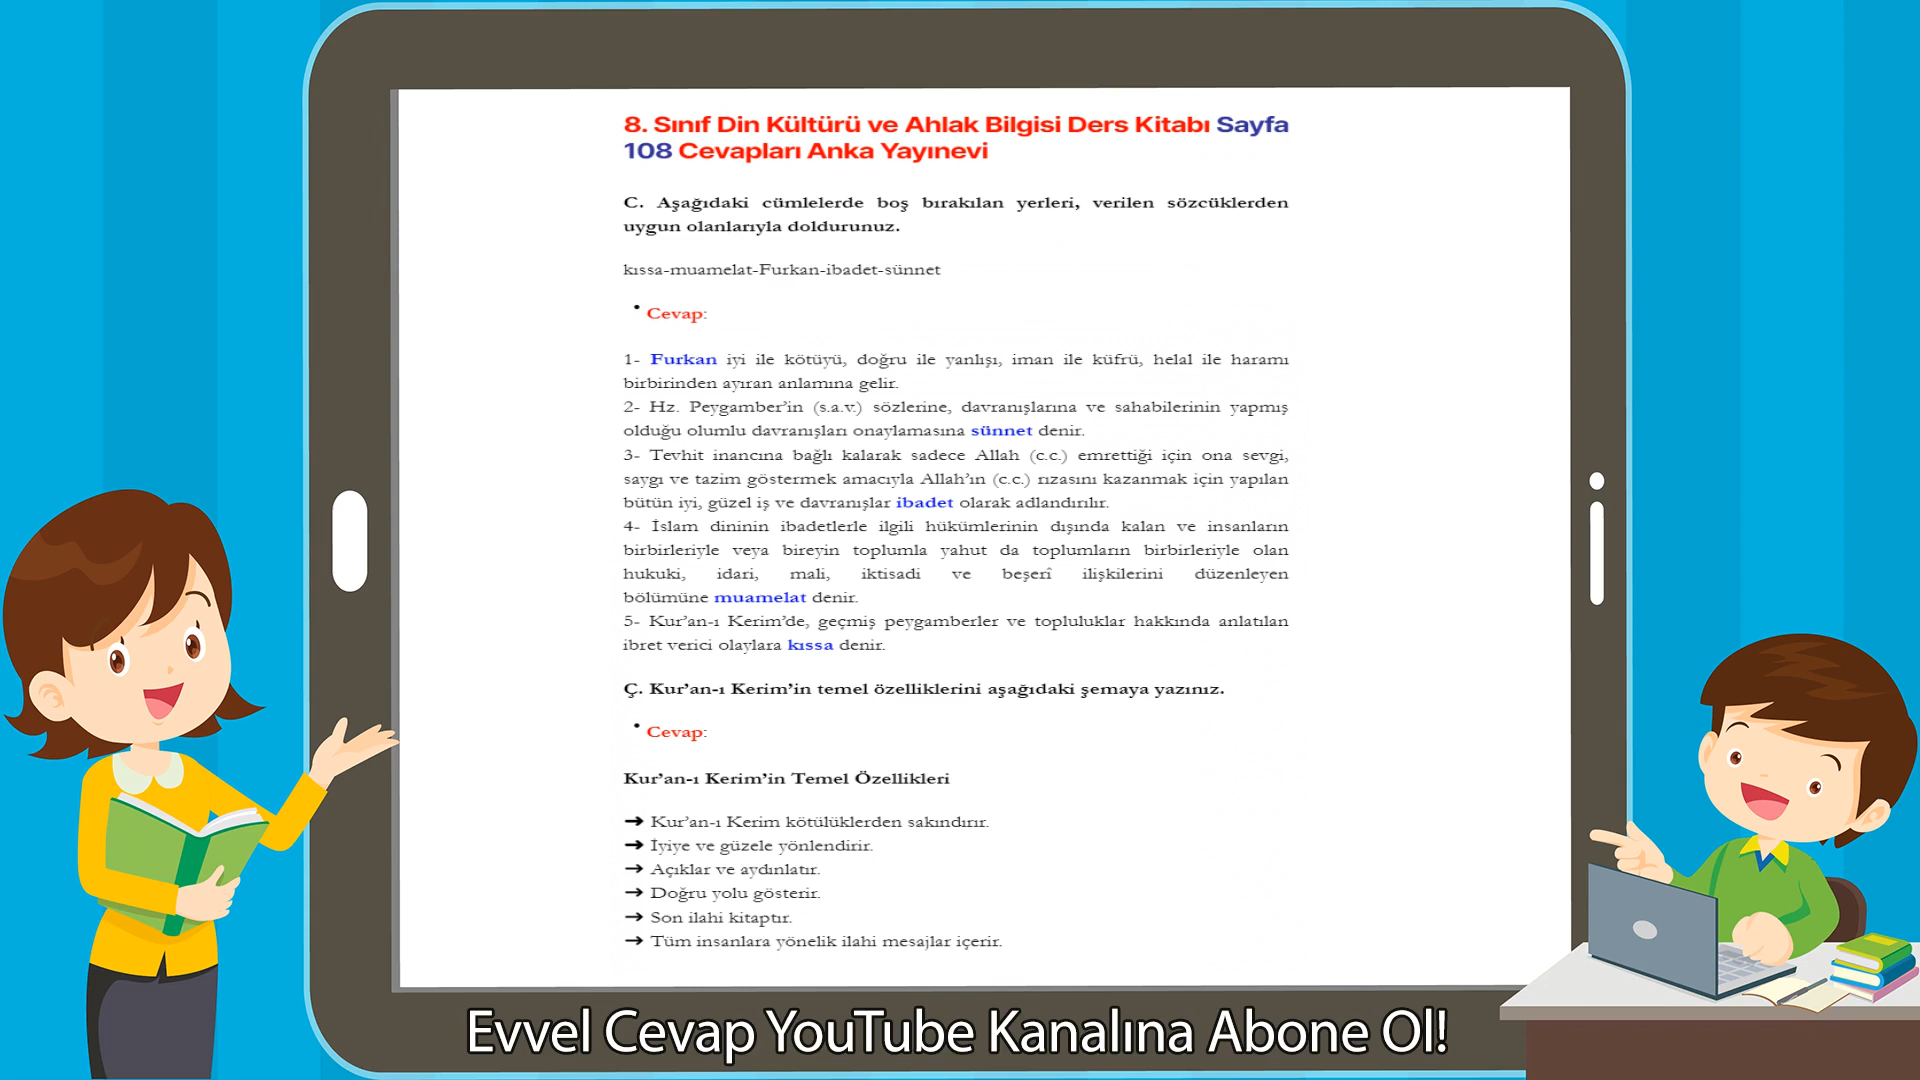 8. Sınıf Din Kültürü ve Ahlak Bilgisi Ders Kitabı Sayfa
108 Cevapları Anka Yayınevi
C. Aşağıdaki cümlelerde boş bırakılan yerleri, verilen sözcüklerden
uygun olanlarıyla doldurunuz.
kıssa-muamelat-Furkan-ibadet-sünnet
• Cevap:
1- Furkan iyi ile kötüyü, doğru ile yanlışı, iman ile küfrü, helal ile haramı
birbirinden ayıran anlamına gelir.
2- Hz. Peygamber’in (s.a.v.) sözlerine, davranışlarına ve sahabilerinin yapmış
olduğu olumlu davranışları onaylamasına sünnet denir.
3- Tevhit inancına bağlı kalarak sadece Allah (c.c.) emrettiği için ona sevgi,
saygı ve tazim göstermek amacıyla Allah’ın (c.c.) rızasını kazanmak için yapılan
bütün iyi, güzel iş ve davranışlar ibadet olarak adlandırılır.
4- İslam dininin ibadetlerle ilgili hükümlerinin dışında kalan ve insanların
birbirleriyle veya bireyin toplumla yahut da toplumların birbirleriyle olan
hukuki, idari, mali, iktisadi ve beşerî ilişkilerini düzenleyen
bölümüne muamelat denir.
5- Kur’an-ı Kerim’de, geçmiş peygamberler ve topluluklar hakkında anlatılan
ibret verici olaylara kıssa denir.
Ç. Kur’an-ı Kerim’in temel özelliklerini aşağıdaki şemaya yazınız.
• Cevap:
Kur’an-ı Kerim’in Temel Özellikleri
➜ Kur’an-ı Kerim kötülüklerden sakındırır.
➜ İyiye ve güzele yönlendirir.
➜ Açıklar ve aydınlatır.
➜ Doğru yolu gösterir.
➜ Son ilahi kitaptır.
➜ Tüm insanlara yönelik ilahi mesajlar içerir.
Evvel Cevap YouTube Kanalına Abone Ol!